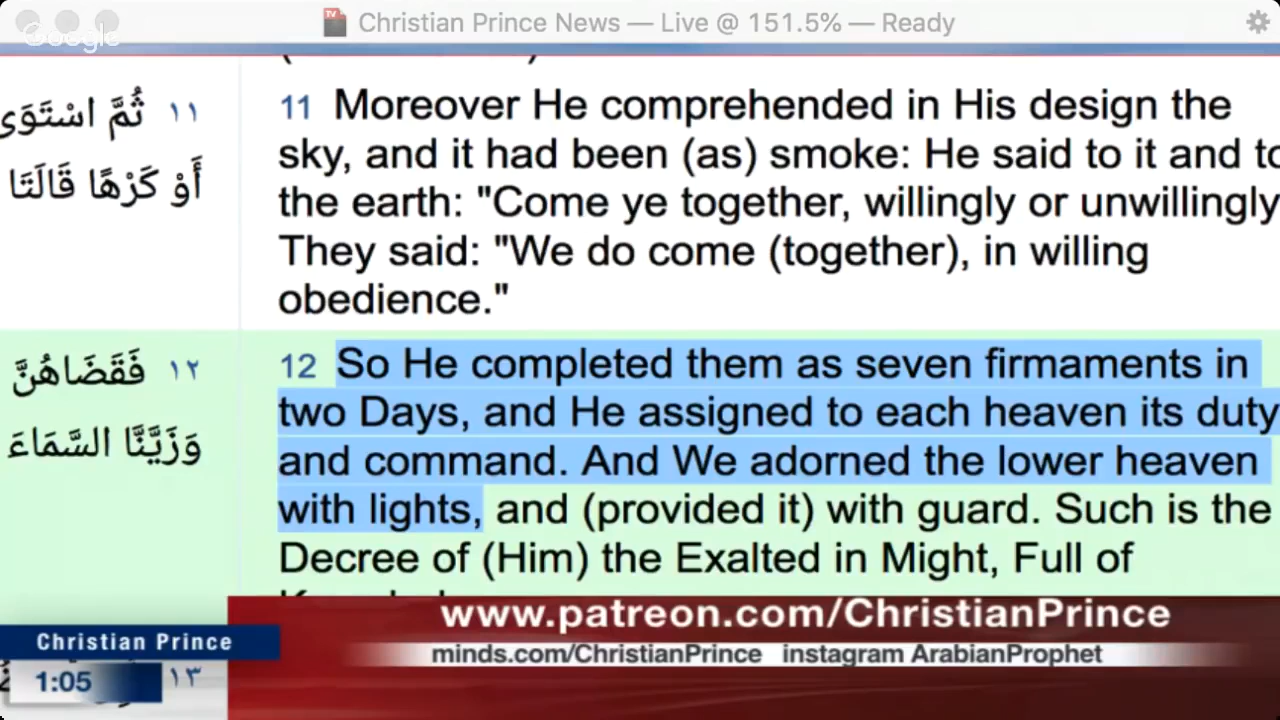 Google
Christian Prince News — Live @ 151.5% — Ready
١١ ثُمَّ اسْتَوَى
أَوْ كَرْهًا قَالَتَا
11 Moreover He comprehended in His design the
sky, and it had been (as) smoke: He said to it and to
the earth: "Come ye together, willingly or unwillingly
They said: "We do come (together), in willing
obedience."
١٢ فَقَضَاهُنَّ
وَزَيَّنَّا السَّمَاءَ
12 So He completed them as seven firmaments in
two Days, and He assigned to each heaven its duty
and command. And We adorned the lower heaven
with lights, and (provided it) with guard. Such is the
Decree of (Him) the Exalted in Might, Full of
www.patreon.com/ChristianPrince
Christian Prince
minds.com/ChristianPrince instagram ArabianProphet
1:05
١٣